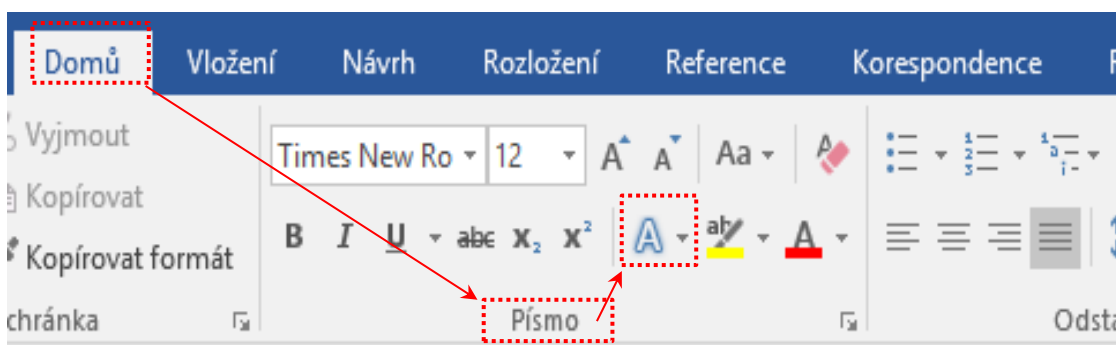 Domů Vložení Návrh Rozložení Reference Korespondence
Vyjmout
Times New Ro 12 A A Aa
Kopírovat
B I U abc X₂ X² A ab A
Kopírovat formát
chránka Písmo Odsta